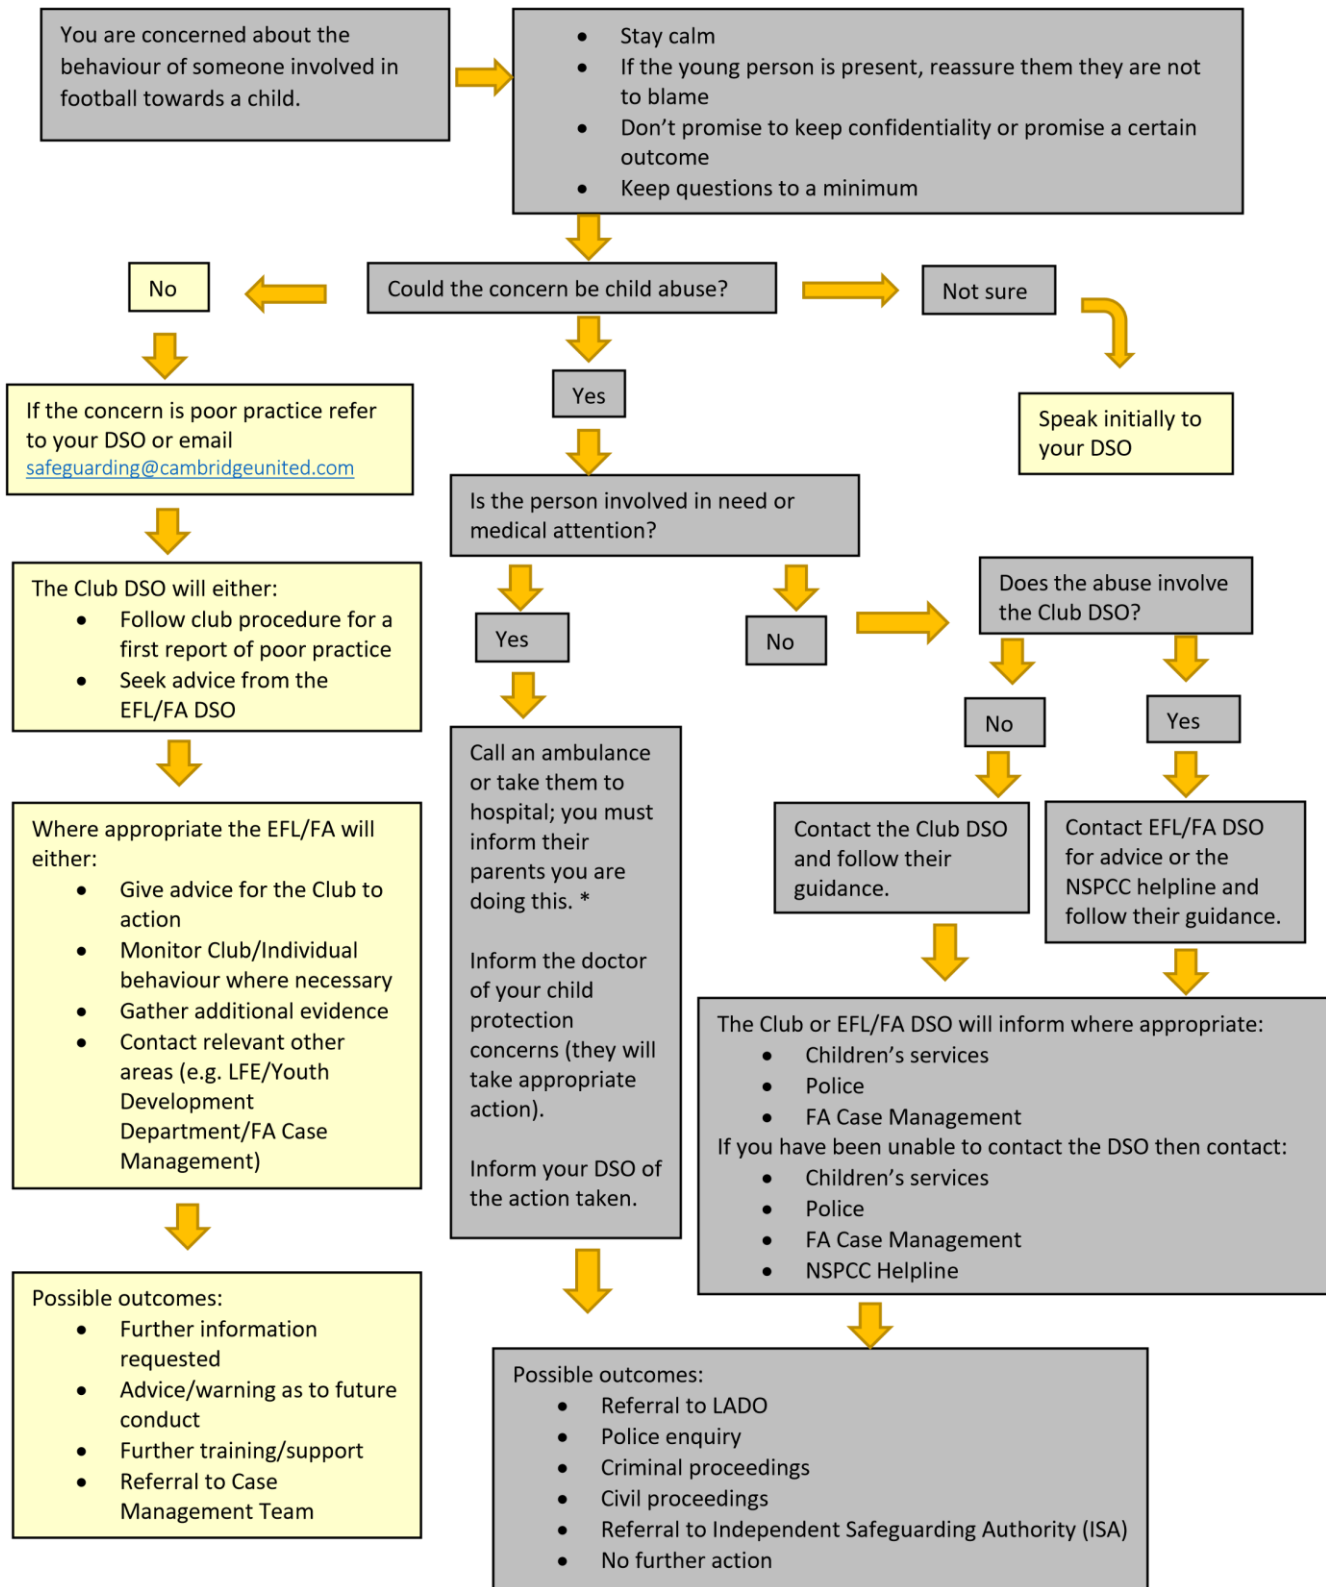 You are concerned about the
behaviour of someone involved in
football towards a child.
• Stay calm
• If the young person is present, reassure them they are not
to blame
• Don’t promise to keep confidentiality or promise a certain
outcome
• Keep questions to a minimum
No
Could the concern be child abuse?
Not sure
Yes
If the concern is poor practice refer
to your DSO or email
safeguarding@cambridgeunited.com
Speak initially to
your DSO
Is the person involved in need or
medical attention?
The Club DSO will either:
• Follow club procedure for a
first report of poor practice
• Seek advice from the
EFL/FA DSO
Yes
No
Does the abuse involve
the Club DSO?
No
Yes
Where appropriate the EFL/FA will
either:
• Give advice for the Club to
action
• Monitor Club/Individual
behaviour where necessary
• Gather additional evidence
• Contact relevant other
areas (e.g. LFE/Youth
Development
Department/FA Case
Management)
Call an ambulance
or take them to
hospital; you must
inform their
parents you are
doing this. *
Inform the doctor
of your child
protection
concerns (they will
take appropriate
action).
Inform your DSO of
the action taken.
Contact the Club DSO
and follow their
guidance.
Contact EFL/FA DSO
for advice or the
NSPCC helpline and
follow their guidance.
The Club or EFL/FA DSO will inform where appropriate:
• Children’s services
• Police
• FA Case Management
If you have been unable to contact the DSO then contact:
• Children’s services
• Police
• FA Case Management
• NSPCC Helpline
Possible outcomes:
• Further information
requested
• Advice/warning as to future
conduct
• Further training/support
• Referral to Case
Management Team
Possible outcomes:
• Referral to LADO
• Police enquiry
• Criminal proceedings
• Civil proceedings
• Referral to Independent Safeguarding Authority (ISA)
• No further action